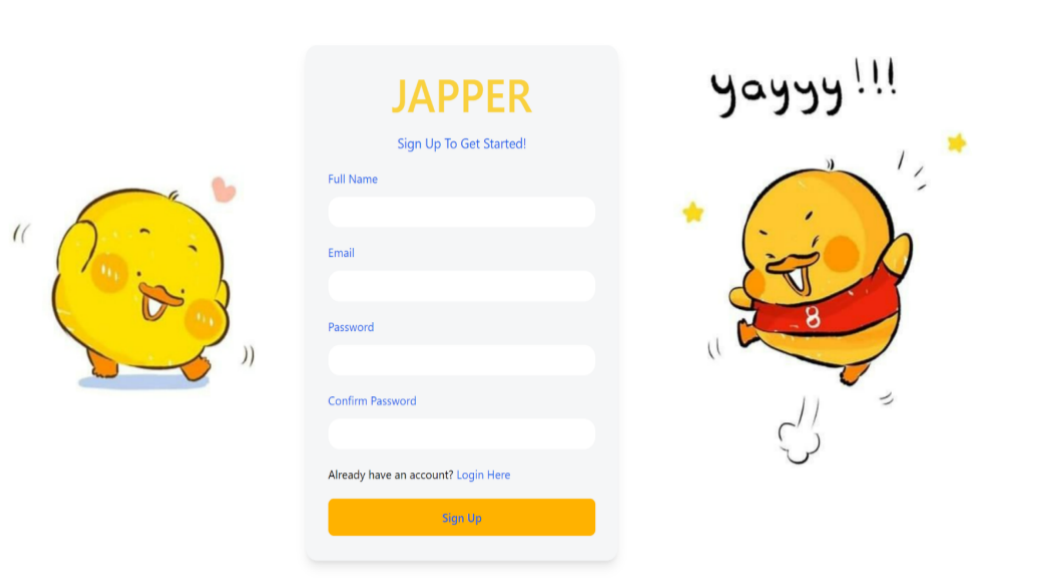 JAPPER
Sign Up To Get Started!
Full Name
Email
Password
Confirm Password
Already have an account? Login Here
Sign Up
yayyy!!!
8